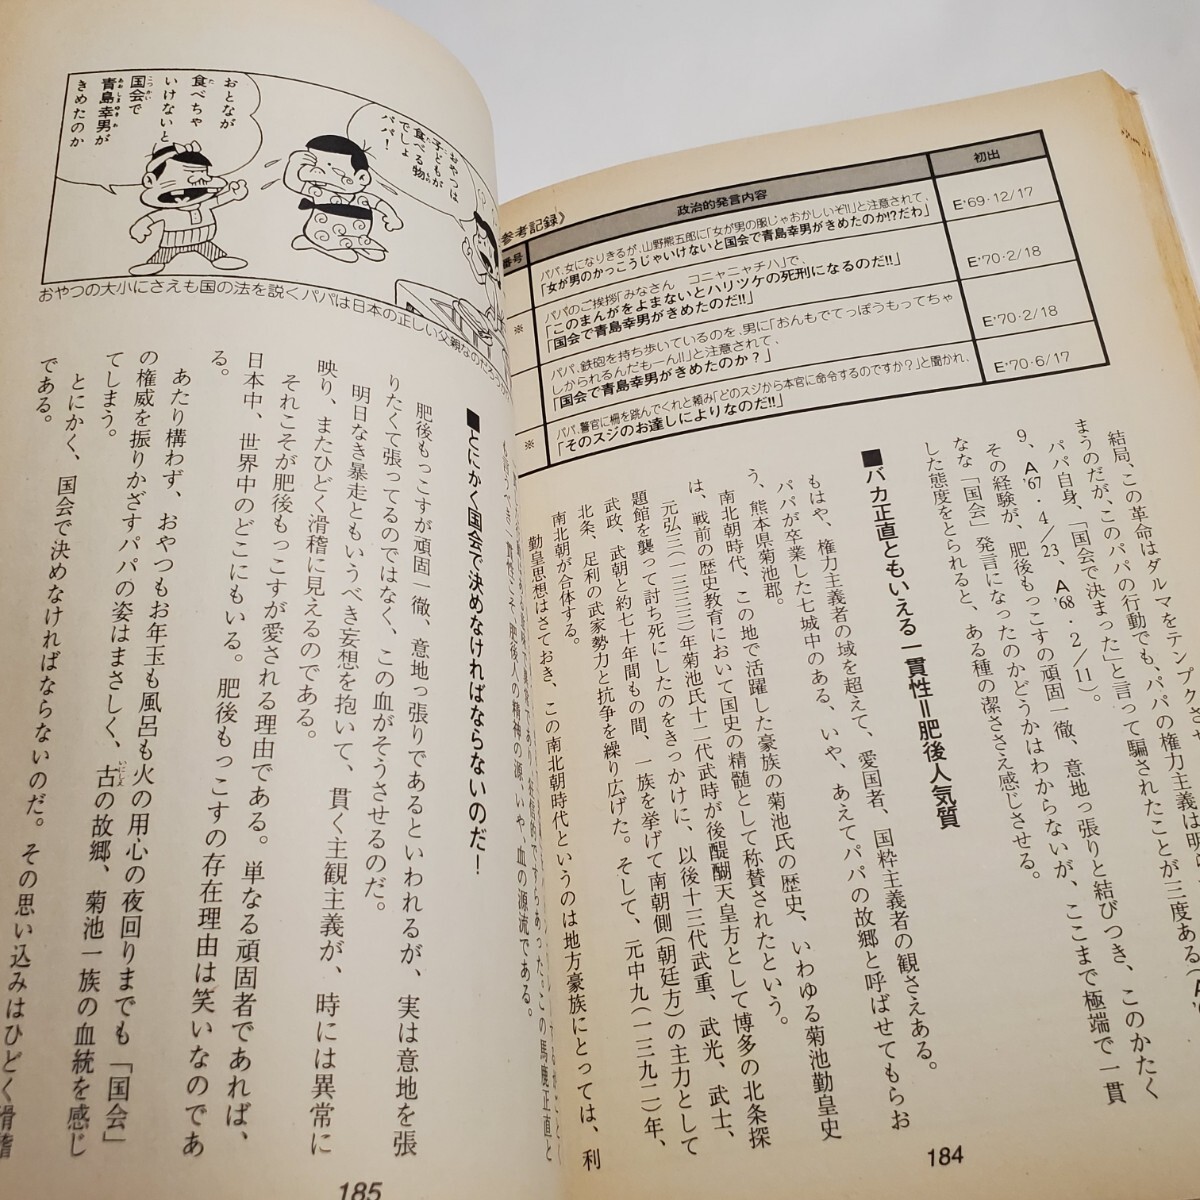 参考記録》
番号
政治的発言内容
初出
パパ、女になりきるが、山野熊五郎に「女が男の服じゃおかしいぞ!!」と注意されて、
「女が男のかっこうじゃいけないと国会で青島幸男がきめたのか!?だわ」
E・69・12/17
※
パパのご挨拶「みなさん　コニャニャチハ」で、
「このまんがをよまないとハリツケの死刑になるのだ!!」
「国会で青島幸男がきめたのだ!!」
E・'70・2/18
パパ、鉄砲を持ち歩いているのを、男に「おんもでてっぽうもってちゃ
しかられるんだもーん!!」と注意されて、
「国会で青島幸男がきめたのか？」
E・'70・2/18
※
パパ、警官に柵を跳んでくれと頼み「どのスジから本官に命令するのですか？」と聞かれ、
「そのスジのお達しによりなのだ!!」
E・'70・6/17
結局、この革命はダルマをテンプクさせ
まうのだが、このパパの行動でも、パパの権力主義は明ら
パパ自身、「国会で決まった」と言って騙されたことが三度ある（A'
9、A'67・4/23、A'68・2/11）。
その経験が、肥後もっこすの頑固一徹、意地っ張りと結びつき、このかたく
なな「国会」発言になったのかどうかはわからないが、ここまで極端で一貫
した態度をとられると、ある種の潔ささえ感じさせる。
■バカ正直ともいえる一貫性＝肥後人気質
もはや、権力主義者の域を超えて、愛国者、国粋主義者の観さえある。
パパが卒業した七城中のある、いや、あえてパパの故郷と呼ばせてもらお
う、熊本県菊池郡。
南北朝時代、この地で活躍した豪族の菊池氏の歴史、いわゆる菊池勤皇史
は、戦前の歴史教育において国史の精髄として称賛されたという。
元弘三（一三三三）年菊池氏十二代武時が後醍醐天皇方として博多の北条探
題館を襲って討ち死にしたのをきっかけに、以後十三代武重、武光、武士、
武政、武朝と約七十年間もの間、一族を挙げて南朝側（朝廷方）の主力として
北条、足利の武家勢力と抗争を繰り広げた。そして、元中九（一三九二）年、
南北朝が合体する。
勤皇思想はさておき、この南北朝時代というのは地方豪族にとっては、利
184
おとなが
食べちゃ
いけないと
国会で
青島幸男が
きめたのか
おやつは
子どもが
食べる物
でしょ
パパ！
おやつの大小にさえも国の法を説くパパは日本の正しい父親なのだろう
もいうべき一貫性こそ、肥後人の精神の源、いや、血の源流である。
■とにかく国会で決めなければならないのだ！
肥後もっこすが頑固一徹、意地っ張りであるといわれるが、実は意地を張
りたくて張ってるのではなく、この血がそうさせるのだ。
明日なき暴走ともいうべき妄想を抱いて、貫く主観主義が、時には異常に
映り、またひどく滑稽に見えるのである。
それこそが肥後もっこすが愛される理由である。単なる頑固者であれば、
日本中、世界中のどこにもいる。肥後もっこすの存在理由は笑いなのであ
る。
あたり構わず、おやつもお年玉も風呂も火の用心の夜回りまでも「国会」
の権威を振りかざすパパの姿はまさしく、古の故郷、菊池一族の血統を感じ
てしまう。
とにかく、国会で決めなければならないのだ。その思い込みはひどく滑稽
である。
185